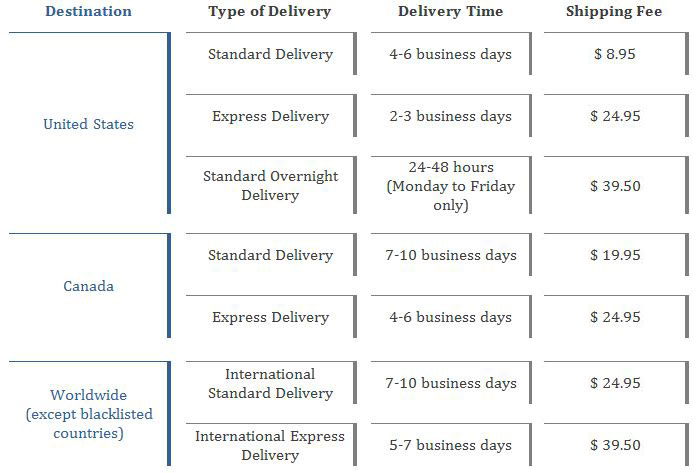 Destination Type of Delivery Delivery Time Shipping Fee
United States
Standard Delivery 4-6 business days $ 8.95
Express Delivery 2-3 business days $ 24.95
Standard Overnight
Delivery
24-48 hours
(Monday to Friday
only)
$ 39.50
Canada
Standard Delivery 7-10 business days $ 19.95
Express Delivery 4-6 business days $ 24.95
Worldwide
(except blacklisted
countries)
International
Standard Delivery
7-10 business days $ 24.95
International Express
Delivery
5-7 business days $ 39.50